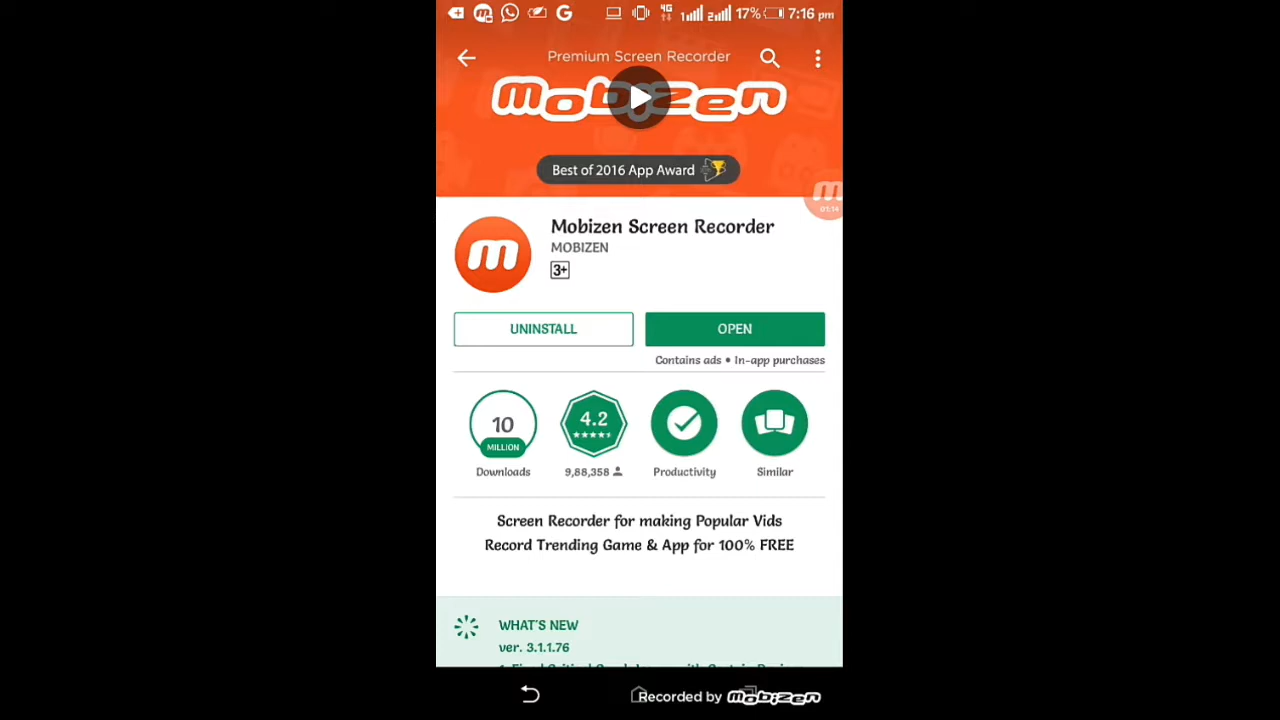 4G 17% 7:16 pm
Premium Screen Recorder
mobizen
Best of 2016 App Award
m
01:14
Mobizen Screen Recorder
MOBIZEN
3+
m
UNINSTALL OPEN
Contains ads • In-app purchases
10 4.2
MILLION
Downloads 9,88,358 Productivity Similar
Screen Recorder for making Popular Vids
Record Trending Game & App for 100% FREE
WHAT'S NEW
ver. 3.1.1.76
Recorded by mobizen